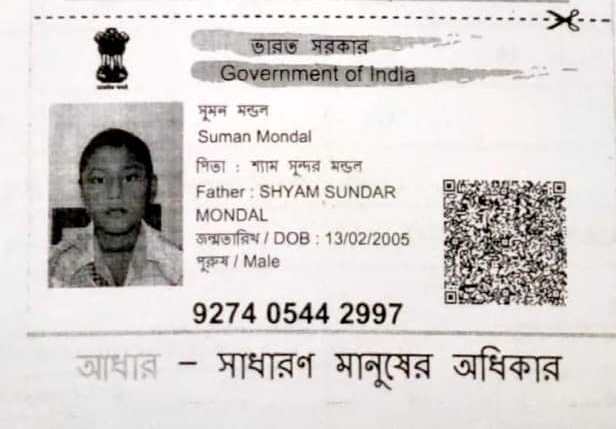 ভারত সরকার
Government of India
সুমন মন্ডল
Suman Mondal
পিতা : শ্যাম সুন্দর মন্ডল
Father : SHYAM SUNDAR
MONDAL
জন্মতারিখ / DOB : 13/02/2005
পুরুষ / Male
9274 0544 2997
আধার – সাধারণ মানুষের অধিকার